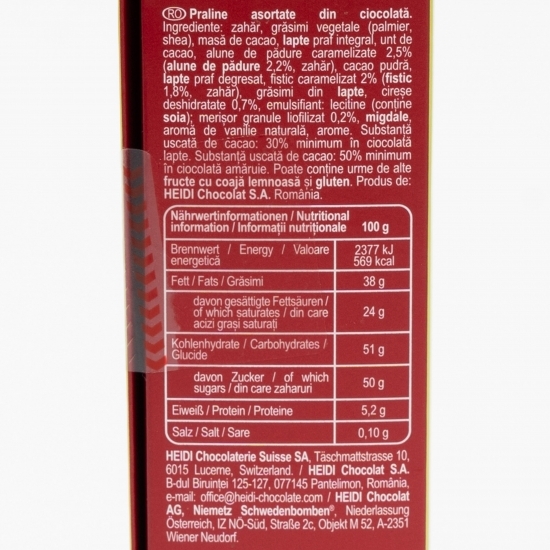 RO Praline asortate din ciocolată.
Ingrediente: zahăr, grăsimi vegetale (palmier,
shea), masă de cacao, lapte praf integral, unt de
cacao, alune de pădure caramelizate 2,5%
(alune de pădure 2,2%, zahăr), cacao pudră,
lapte praf degresat, fistic caramelizat 2% (fistic
1,8%, zahăr), grăsimi din lapte, cireșe
deshidratate 0,7%, emulsifiant: lecitine (conține
soia); merișor granule liofilizat 0,2%, migdale,
aromă de vanilie naturală, arome. Substanță
uscată de cacao: 30% minimum în ciocolată
lapte. Substanță uscată de cacao: 50% minimum
în ciocolată amăruie. Poate conține urme de alte
fructe cu coajă lemnoasă și gluten. Produs de:
HEIDI Chocolat S.A. România.
Nährwertinformationen / Nutritional
information / Informații nutriționale 100 g
Brennwert / Energy / Valoare 2377 kJ
energetică 569 kcal
Fett / Fats / Grăsimi 38 g
davon gesättigte Fettsäuren /
of which saturates / din care 24 g
acizi grași saturați
Kohlenhydrate / Carbohydrates / 51 g
Glucide
davon Zucker / of which 50 g
sugars / din care zaharuri
Eiweiß / Protein / Proteine 5,2 g
Salz / Salt / Sare 0,10 g
HEIDI Chocolaterie Suisse SA, Täschmattstrasse 10,
6015 Lucerne, Switzerland. / HEIDI Chocolat S.A.
B-dul Biruinței 125-127, 077145 Pantelimon, România,
e-mail: office@heidi-chocolate.com / HEIDI Chocolat
AG, Niemetz Schwedenbomben®, Niederlassung
Österreich, IZ NÖ-Süd, Straße 2c, Objekt M 52, A-2351
Wiener Neudorf.